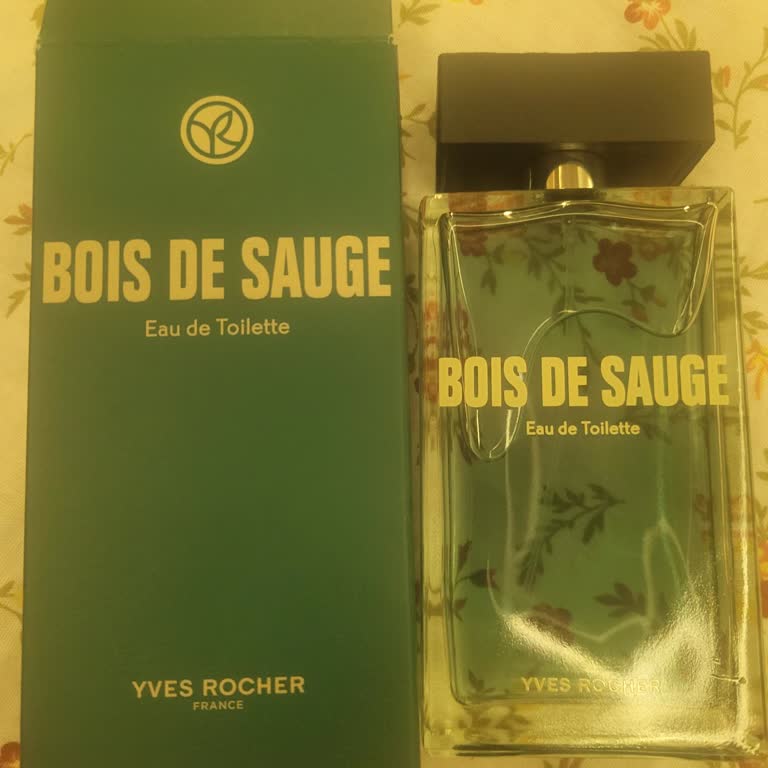 BOIS DE SAUGE
Eau de Toilette
YVES ROCHER
FRANCE
BOIS DE SAUGE
Eau de Toilette
YVES ROCHER